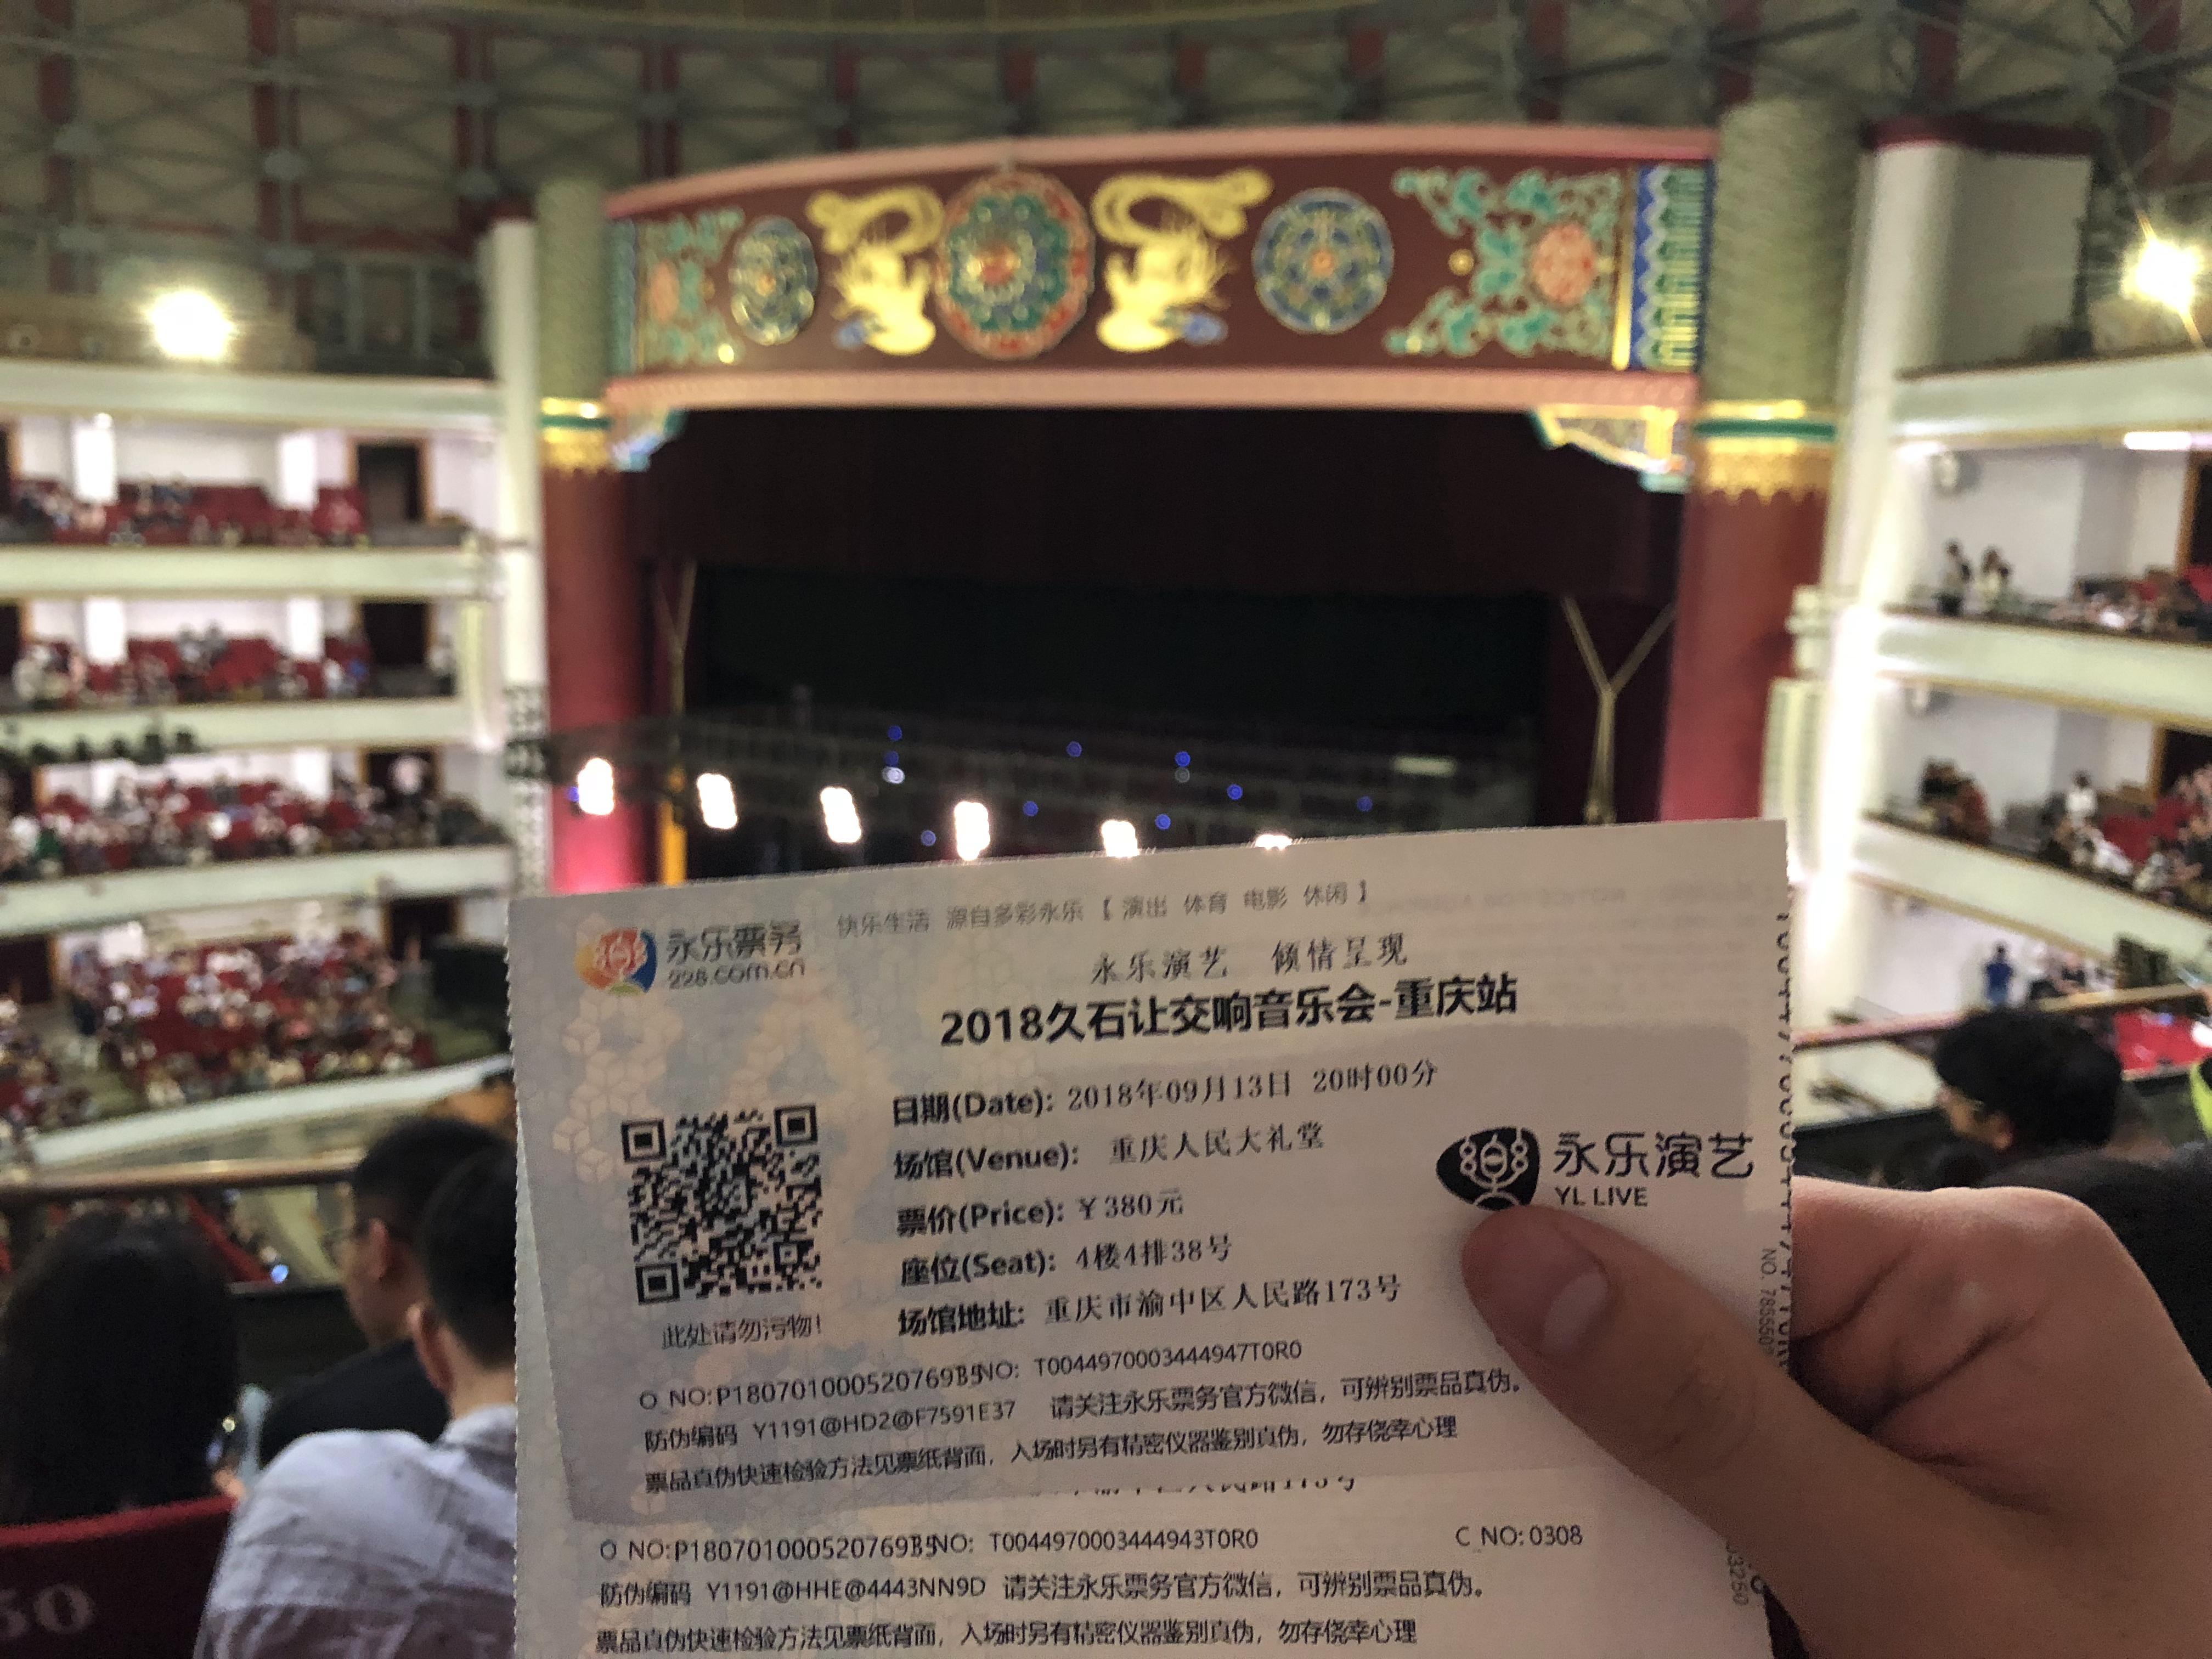 永乐票务
228.com.cn
快乐生活 源自多彩永乐【 演出 体育 电影 休闲 】
永乐演艺 倾情呈现
2018久石让交响音乐会-重庆站
日期(Date): 2018年09月13日 20时00分
场馆(Venue): 重庆人民大礼堂
票价(Price): ¥380元
座位(Seat): 4楼4排38号
场馆地址: 重庆市渝中区人民路173号
永乐演艺
YL LIVE
此处请勿污物!
O_NO:P180701000520769B5NO: T0044970003444947T0R0
防伪编码 Y1191@HD2@F7591E37 请关注永乐票务官方微信，可辨别票品真伪。
票品真伪快速检验方法见票纸背面，入场时另有精密仪器鉴别真伪，勿存侥幸心理
173号
O_NO:P180701000520769B5NO: T0044970003444943T0R0 C_NO:0308
防伪编码 Y1191@HHE@4443NN9D 请关注永乐票务官方微信，可辨别票品真伪。
票品真伪快速检验方法见票纸背面，入场时另有精密仪器鉴别真伪，勿存侥幸心理